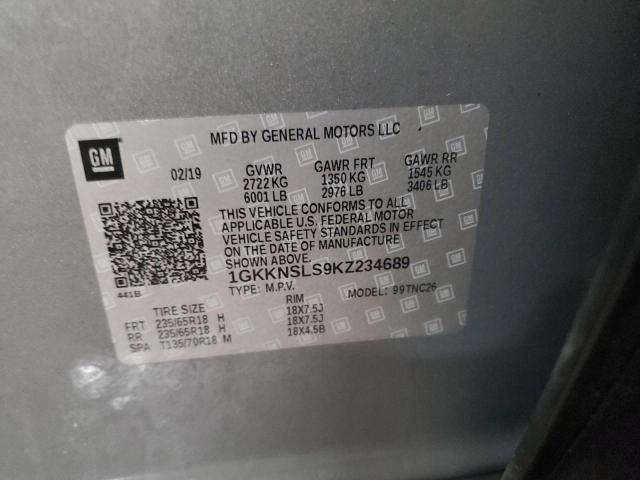 GM
MFD BY GENERAL MOTORS LLC
02/19 GVWR GAWR FRT GAWR RR
2722 KG 1350 KG 1545 KG
6001 LB 2976 LB 3406 LB
THIS VEHICLE CONFORMS TO ALL
APPLICABLE U.S. FEDERAL MOTOR
VEHICLE SAFETY STANDARDS IN EFFECT
ON THE DATE OF MANUFACTURE
SHOWN ABOVE.
441B
1GKKNSLS9KZ234689
TYPE: M.P.V. MODEL: 99TNC26
TIRE SIZE RIM
FRT 235/65R18 H 18X7.5J
RR 235/65R18 H 18X7.5J
SPA T135/70R18 M 18X4.5B